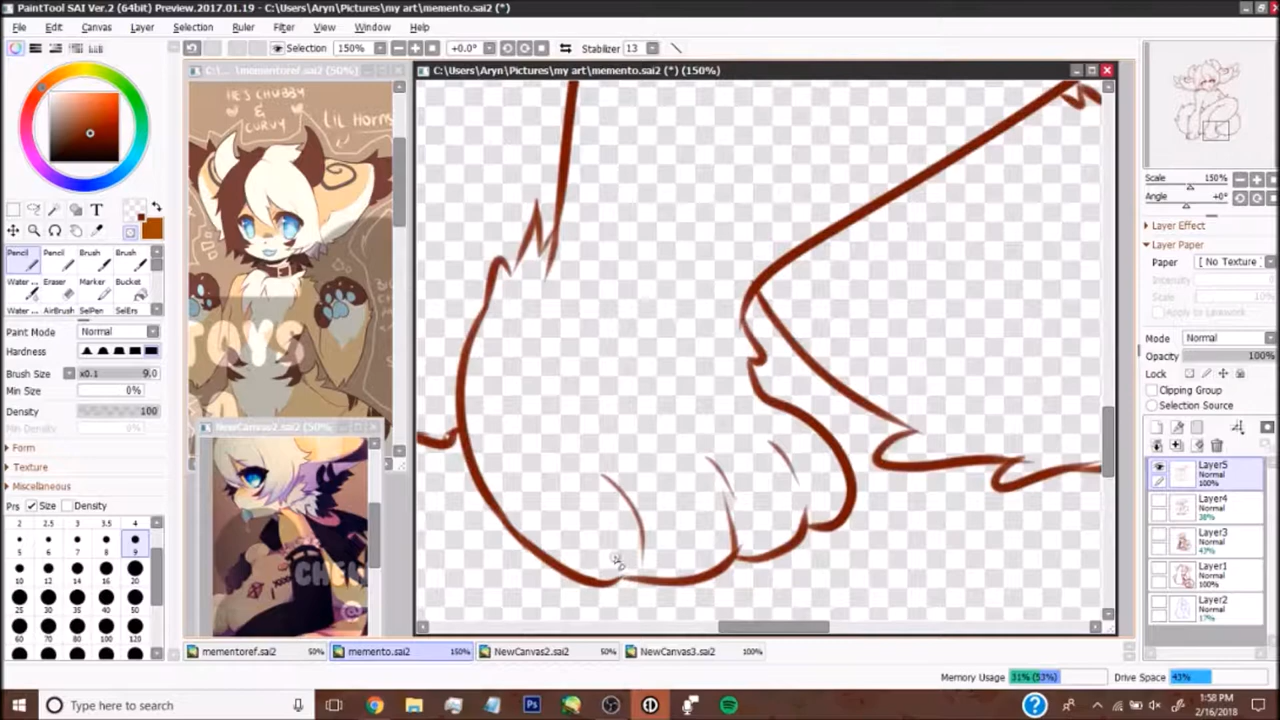 PaintTool SAI Ver.2 (64bit) Preview.2017.01.19 - C:\Users\Aryn\Pictures\my art\memento.sai2 (*)
File Edit Canvas Layer Selection Ruler Filter View Window Help
Selection 150% +0.0° Stabilizer 13
C:\... \mementoref.sai2 (50%)
C:\Users\Aryn\Pictures\my art\memento.sai2 (*) (150%)
HE'S CHUBBY
&
CURVY
LIL HORNS
TOYS
NewCanvas2.sai2 (50%
Scale 150%
Angle +0°
Layer Effect
Layer Paper
Paper [ No Texture
Intensity
Scale
Apply to Linework
Mode Normal
Opacity 100%
Lock
Clipping Group
Selection Source
Layer5
Normal
100%
Layer4
Normal
38%
Layer3
Normal
43%
Layer1
Normal
100%
Layer2
Normal
17%
T
Pencil Pencil Brush Brush
Water ... Eraser Marker Bucket
Water ... AirBrush SelPen SelErs
Paint Mode Normal
Hardness
Brush Size x0.1 9.0
Min Size 0%
Density 100
Min Density 0%
Form
Texture
Miscellaneous
Prs Size Density
2 2.5 3 3.5 4
5 6 7 8 9
10 12 14 16 20
25 30 35 40 50
60 70 80 100 120
mementoref.sai2 50% memento.sai2 150% NewCanvas2.sai2 50% NewCanvas3.sai2 100%
Memory Usage 31% (53%) Drive Space 43%
Type here to search
1:58 PM
2/16/2018